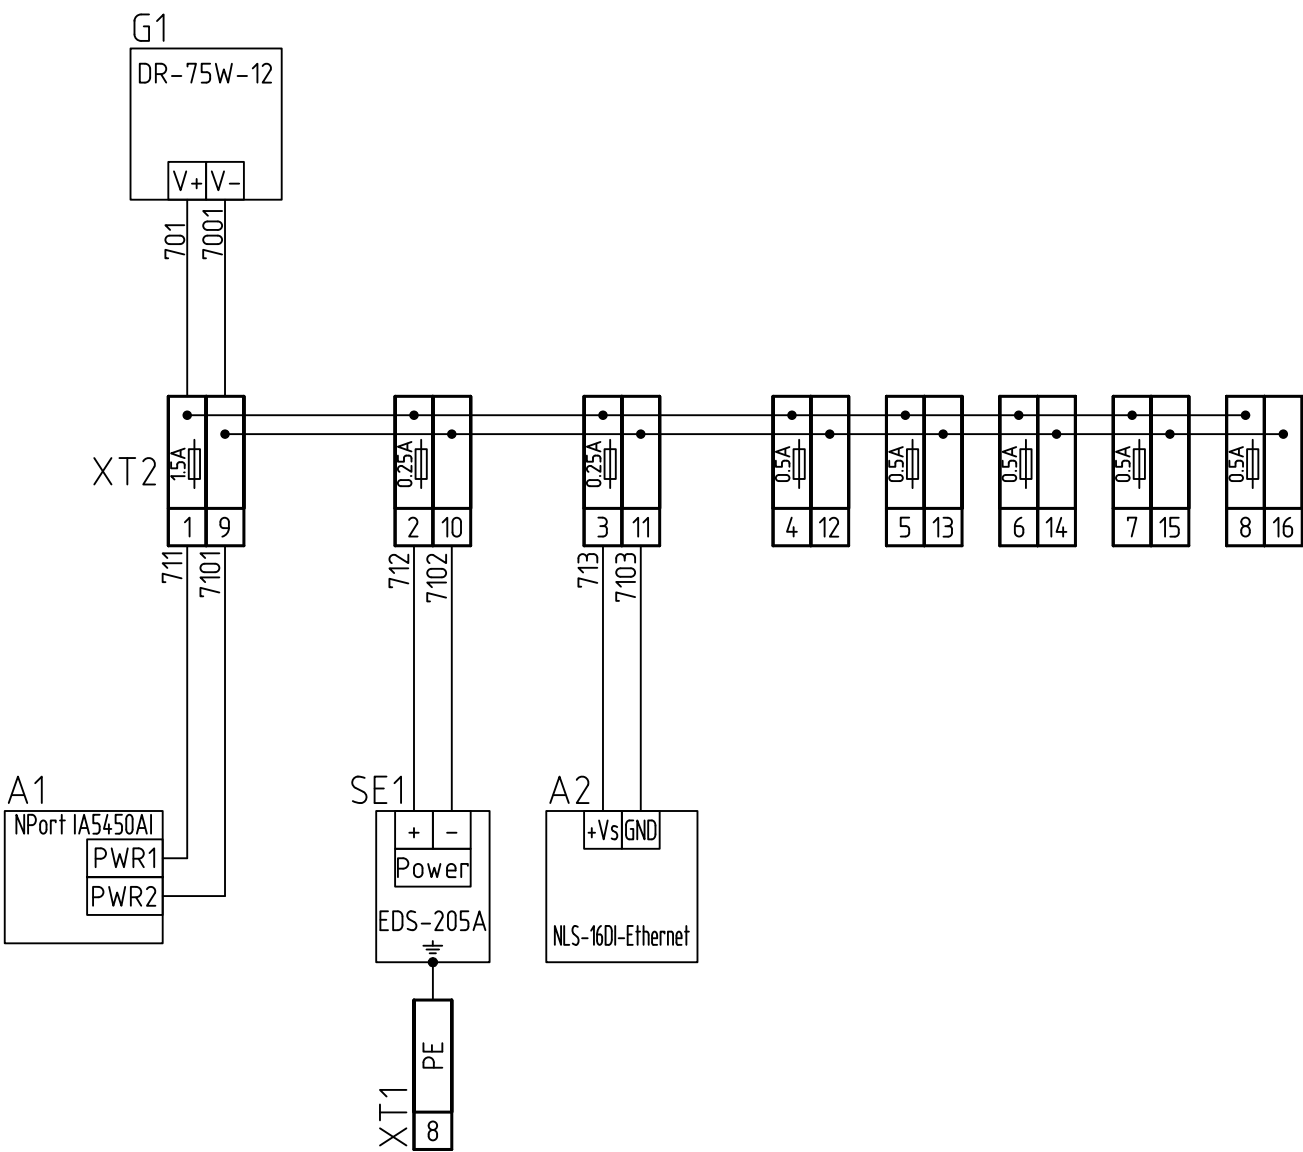 G1
DR-75W-12
V+ V-
701 7001
XT2
1.5A 0.25A 0.25A 0.5A 0.5A 0.5A 0.5A 0.5A
1 9 2 10 3 11 4 12 5 13 6 14 7 15 8 16
711 7101 712 7102 713 7103
A1
NPort IA5450AI
PWR1
PWR2
SE1
+ -
Power
EDS-205A
A2
+Vs GND
NLS-16DI-Ethernet
XT1
PE
8